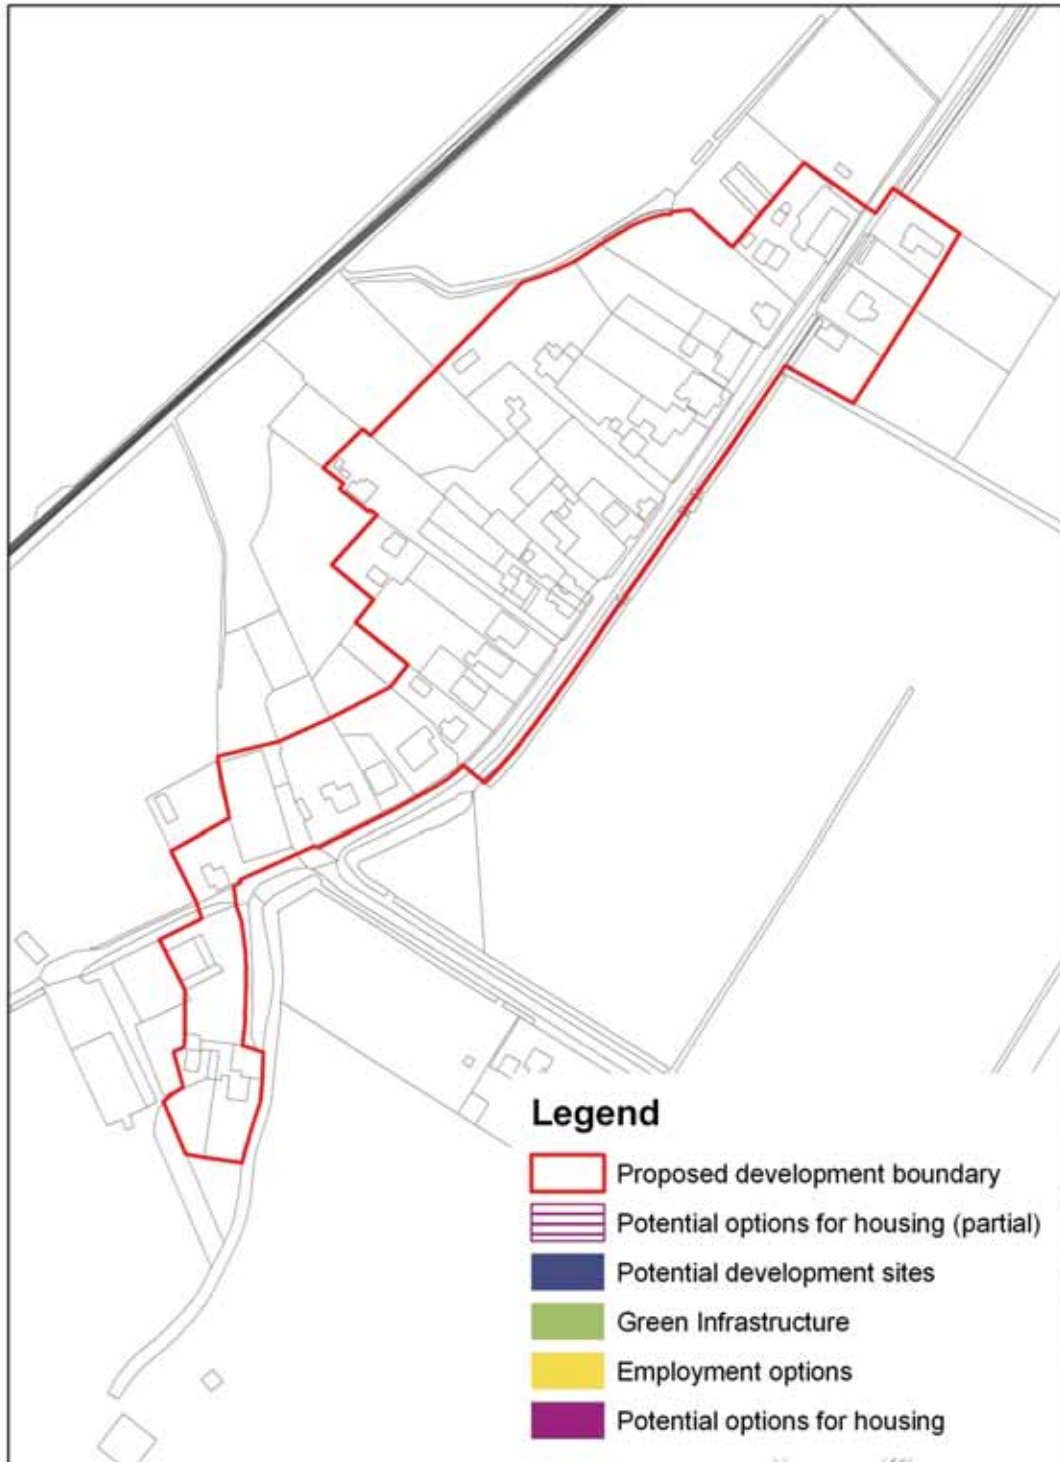 Legend
Proposed development boundary
Potential options for housing (partial)
Potential development sites
Green Infrastructure
Employment options
Potential options for housing